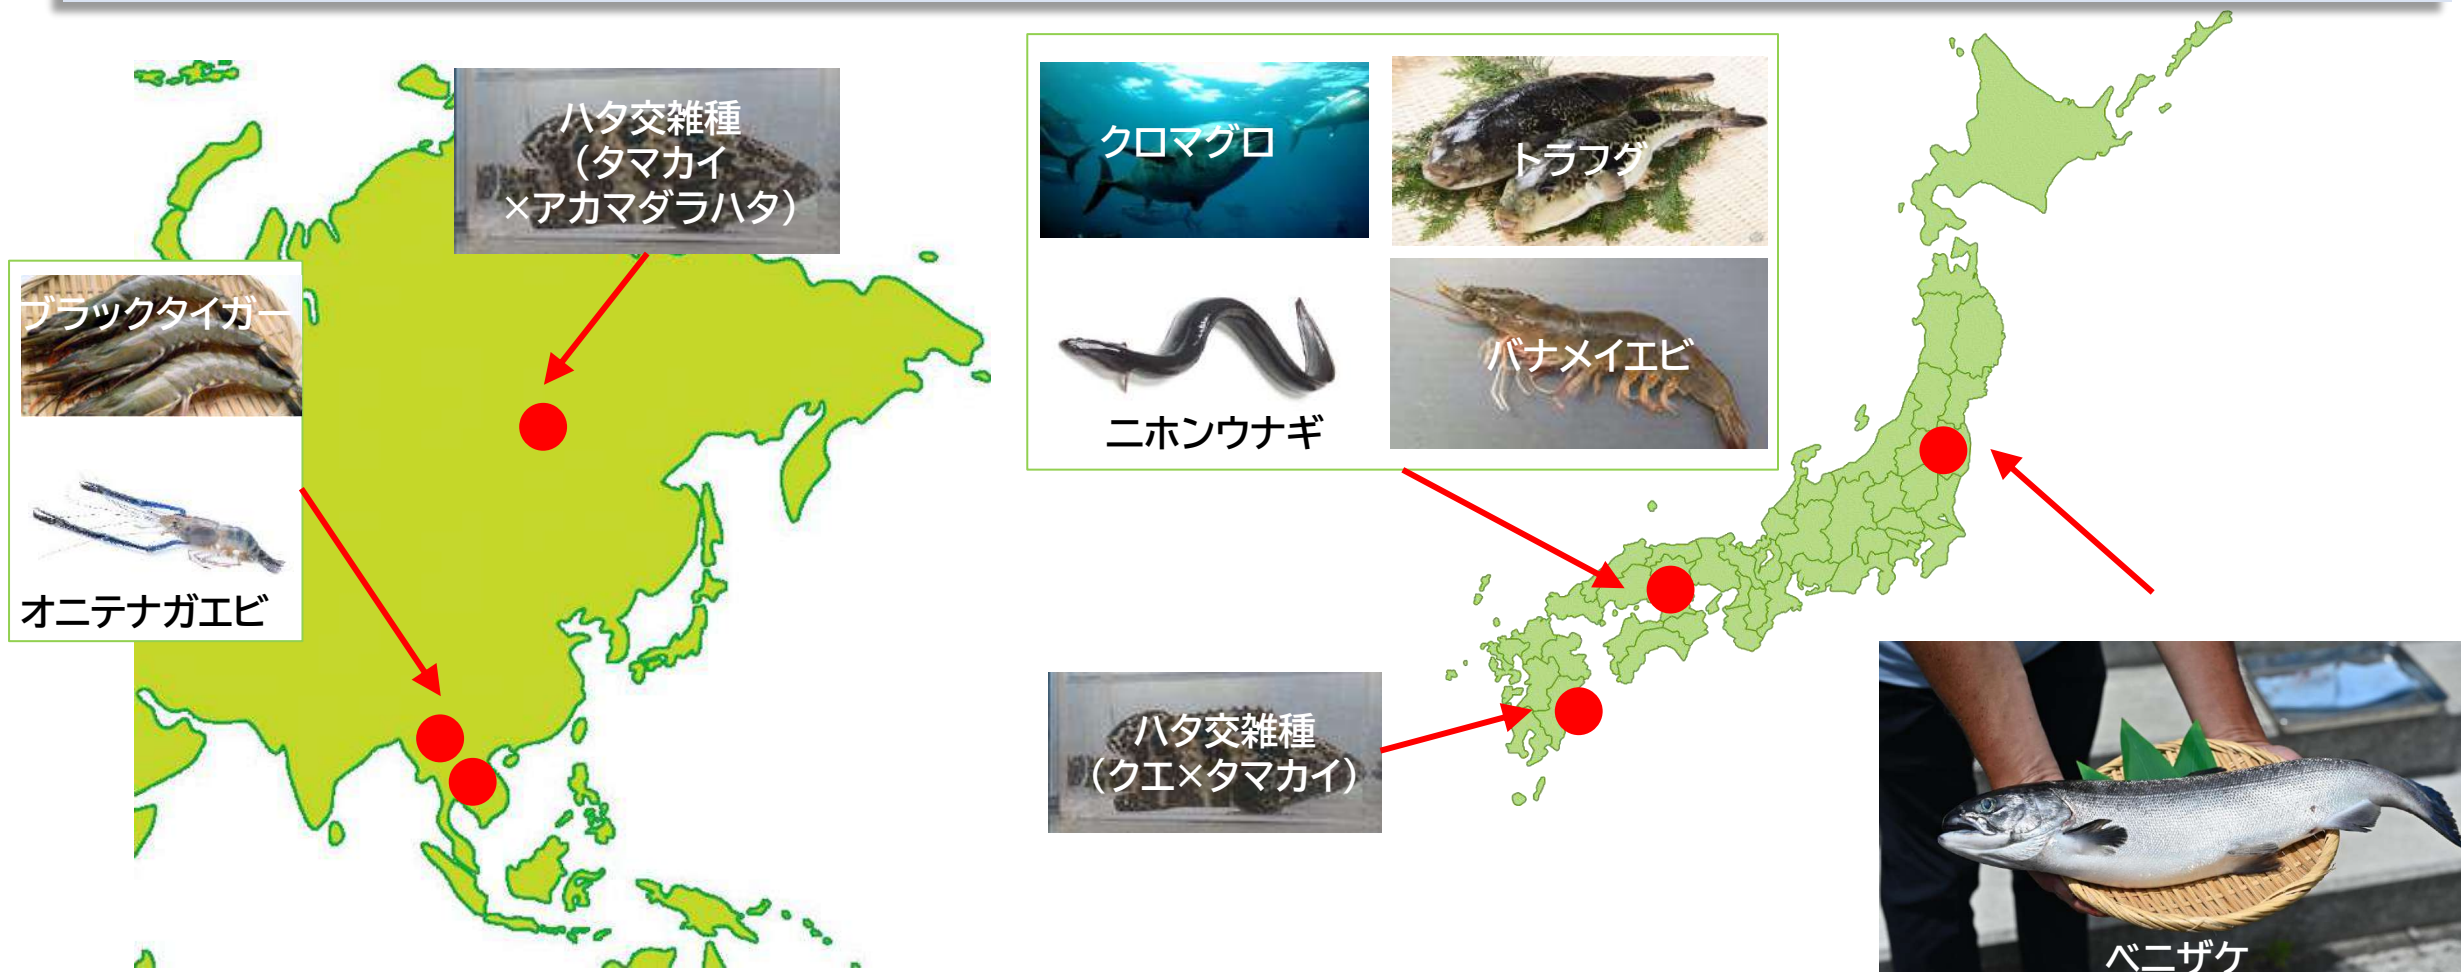 ハタ交雑種
（タマカイ
×アカマダラハタ）
ブラックタイガー
オニテナガエビ
クロマグロ
トラフグ
ニホンウナギ
バナメイエビ
ハタ交雑種
（クエ×タマカイ）
ベニザケ